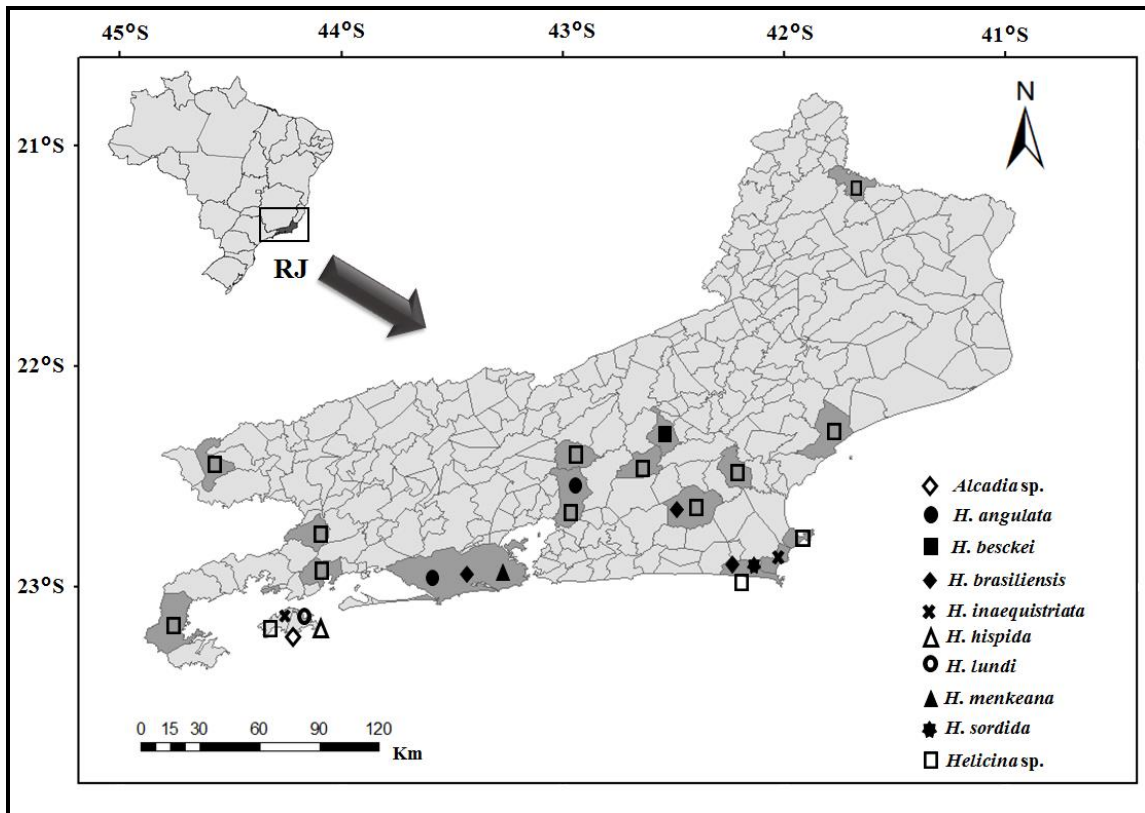 45°S 44°S 43°S 42°S 41°S
N
21°S
RJ
22°S
23°S
Alcadia sp.
H. angulata
H. besckei
H. brasiliensis
H. inaequistriata
H. hispida
H. lundi
H. menkeana
H. sordida
Helicina sp.
0 15 30 60 90 120
Km